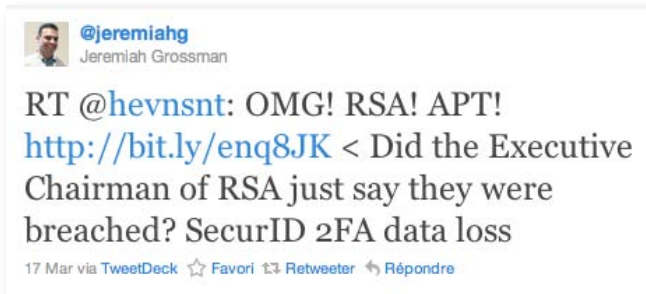 @jeremiahg
Jeremiah Grossman
RT @hevnsnt: OMG! RSA! APT!
http://bit.ly/enq8JK < Did the Executive
Chairman of RSA just say they were
breached? SecurID 2FA data loss
17 Mar via TweetDeck Favori Retweeter Répondre